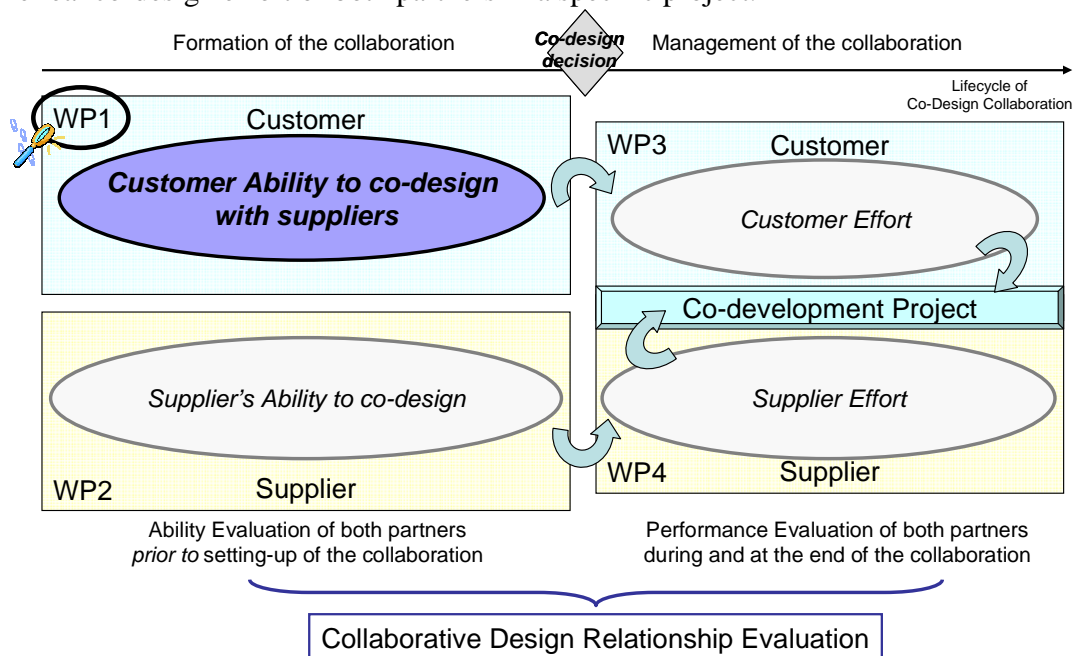 Formation of the collaboration
Co-design
decision
Management of the collaboration
Lifecycle of
Co-Design Collaboration
WP1
Customer
Customer Ability to co-design
with suppliers
WP3
Customer
Customer Effort
Co-development Project
Supplier's Ability to co-design
WP2
Supplier
Supplier Effort
WP4
Supplier
Ability Evaluation of both partners
prior to setting-up of the collaboration
Performance Evaluation of both partners
during and at the end of the collaboration
Collaborative Design Relationship Evaluation